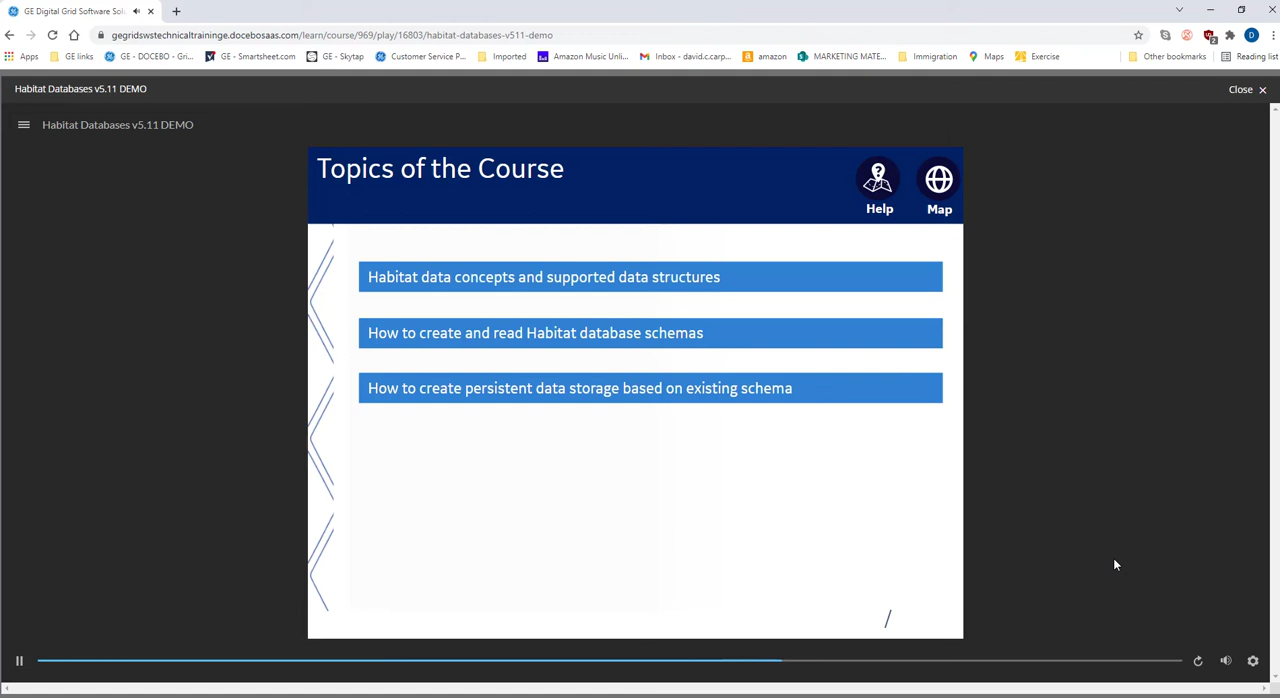 GE Digital Grid Software Solu
gegridswstechnicaltraininge.docebosaas.com/learn/course/969/play/16803/habitat-databases-v511-demo
Apps GE links GE - DOCEBO - Gri... GE - Smartsheet.com GE - Skytap Customer Service P... Imported Amazon Music Unli... Inbox - david.c.carp... amazon MARKETING MATE... Immigration Maps Exercise Other bookmarks Reading list
Habitat Databases v5.11 DEMO
Close
Habitat Databases v5.11 DEMO
Topics of the Course
Help
Map
Habitat data concepts and supported data structures
How to create and read Habitat database schemas
How to create persistent data storage based on existing schema
/